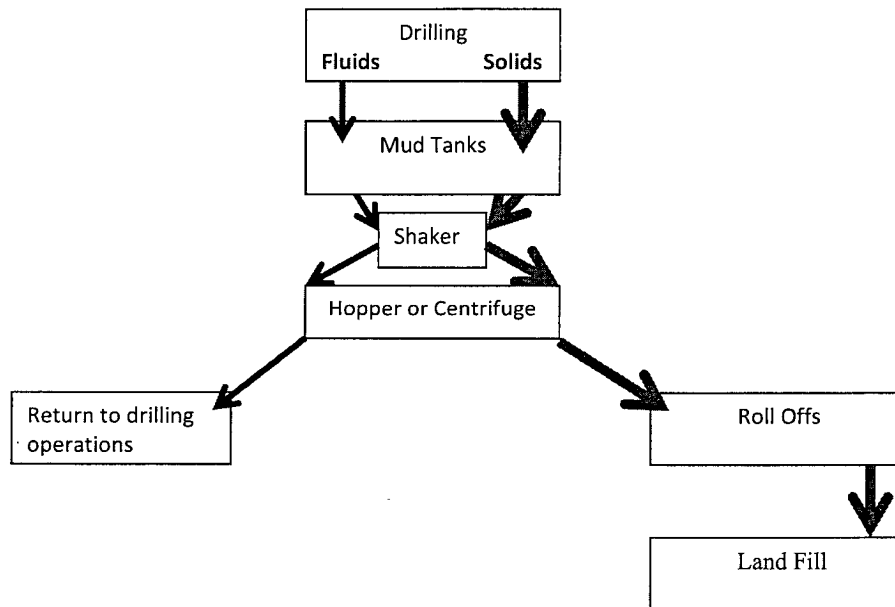 Drilling
Fluids Solids
Mud Tanks
Shaker
Hopper or Centrifuge
Return to drilling
operations
Roll Offs
Land Fill